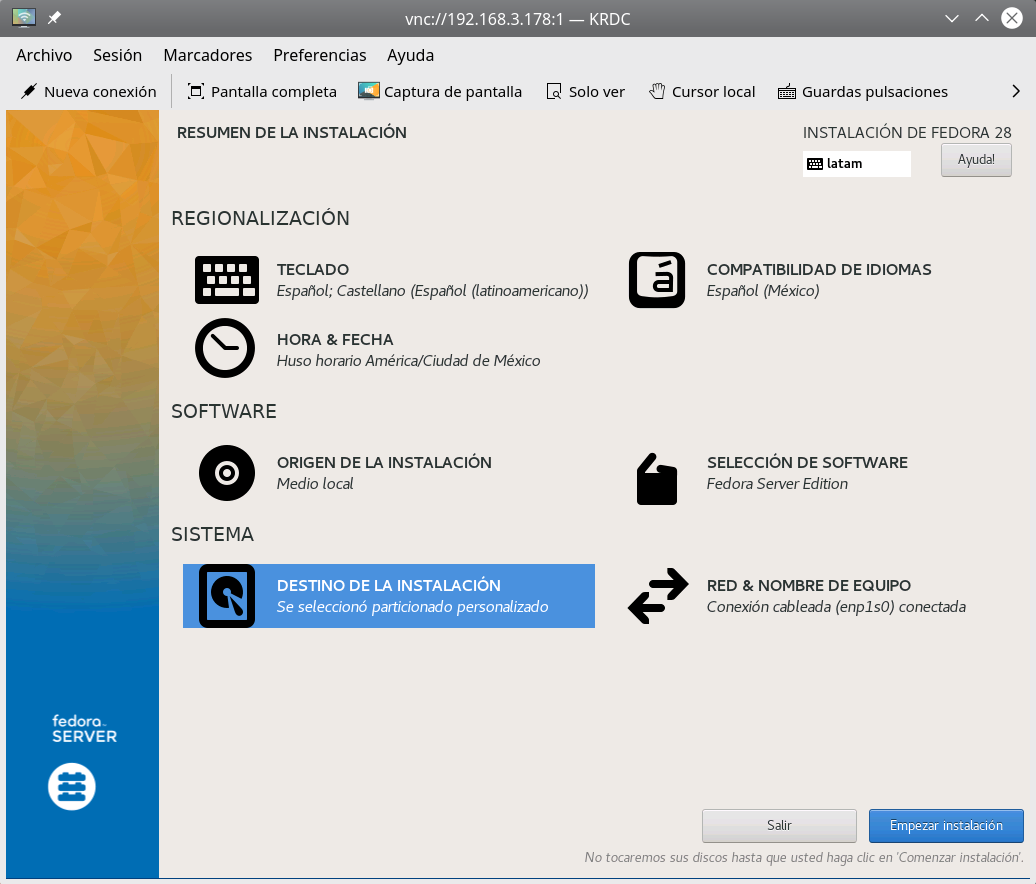 vnc://192.168.3.178:1 — KRDC
Archivo Sesión Marcadores Preferencias Ayuda
Nueva conexión Pantalla completa Captura de pantalla Solo ver Cursor local Guardas pulsaciones
RESUMEN DE LA INSTALACIÓN
INSTALACIÓN DE FEDORA 28
latam
Ayuda!
REGIONALIZACIÓN
TECLADO
Español; Castellano (Español (latinoamericano))
á
COMPATIBILIDAD DE IDIOMAS
Español (México)
HORA & FECHA
Huso horario América/Ciudad de México
SOFTWARE
ORIGEN DE LA INSTALACIÓN
Medio local
SELECCIÓN DE SOFTWARE
Fedora Server Edition
SISTEMA
DESTINO DE LA INSTALACIÓN
Se seleccionó particionado personalizado
RED & NOMBRE DE EQUIPO
Conexión cableada (enp1s0) conectada
fedora™
SERVER
Salir
Empezar instalación
No tocaremos sus discos hasta que usted haga clic en 'Comenzar instalación'.